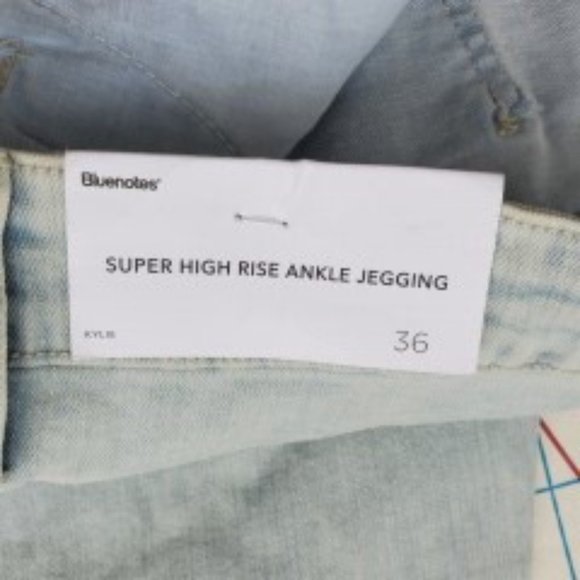 Bluenotes
SUPER HIGH RISE ANKLE JEGGING
KYLIE
36